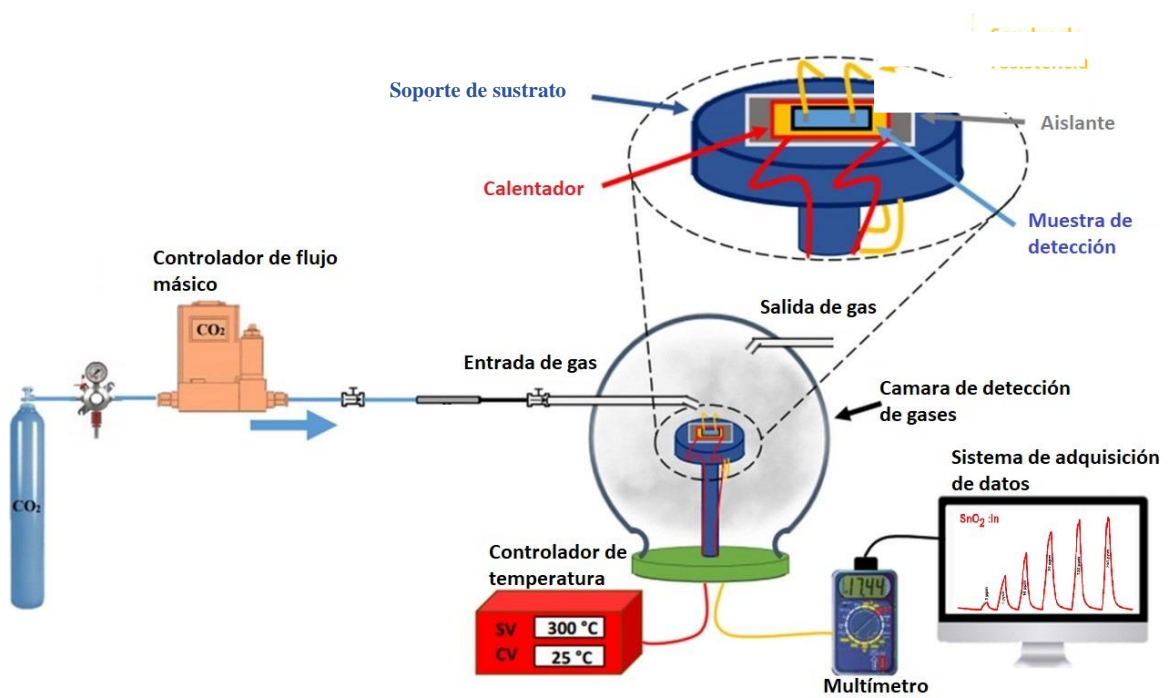 Soporte de sustrato
Aislante
Calentador
Muestra de
detección
Controlador de flujo
másico
CO₂
Salida de gas
Entrada de gas
Camara de detección
de gases
CO₂
Sistema de adquisición
de datos
SnO₂ :In
Controlador de
temperatura
SV 300 °C
CV 25 °C
17.44
Multímetro